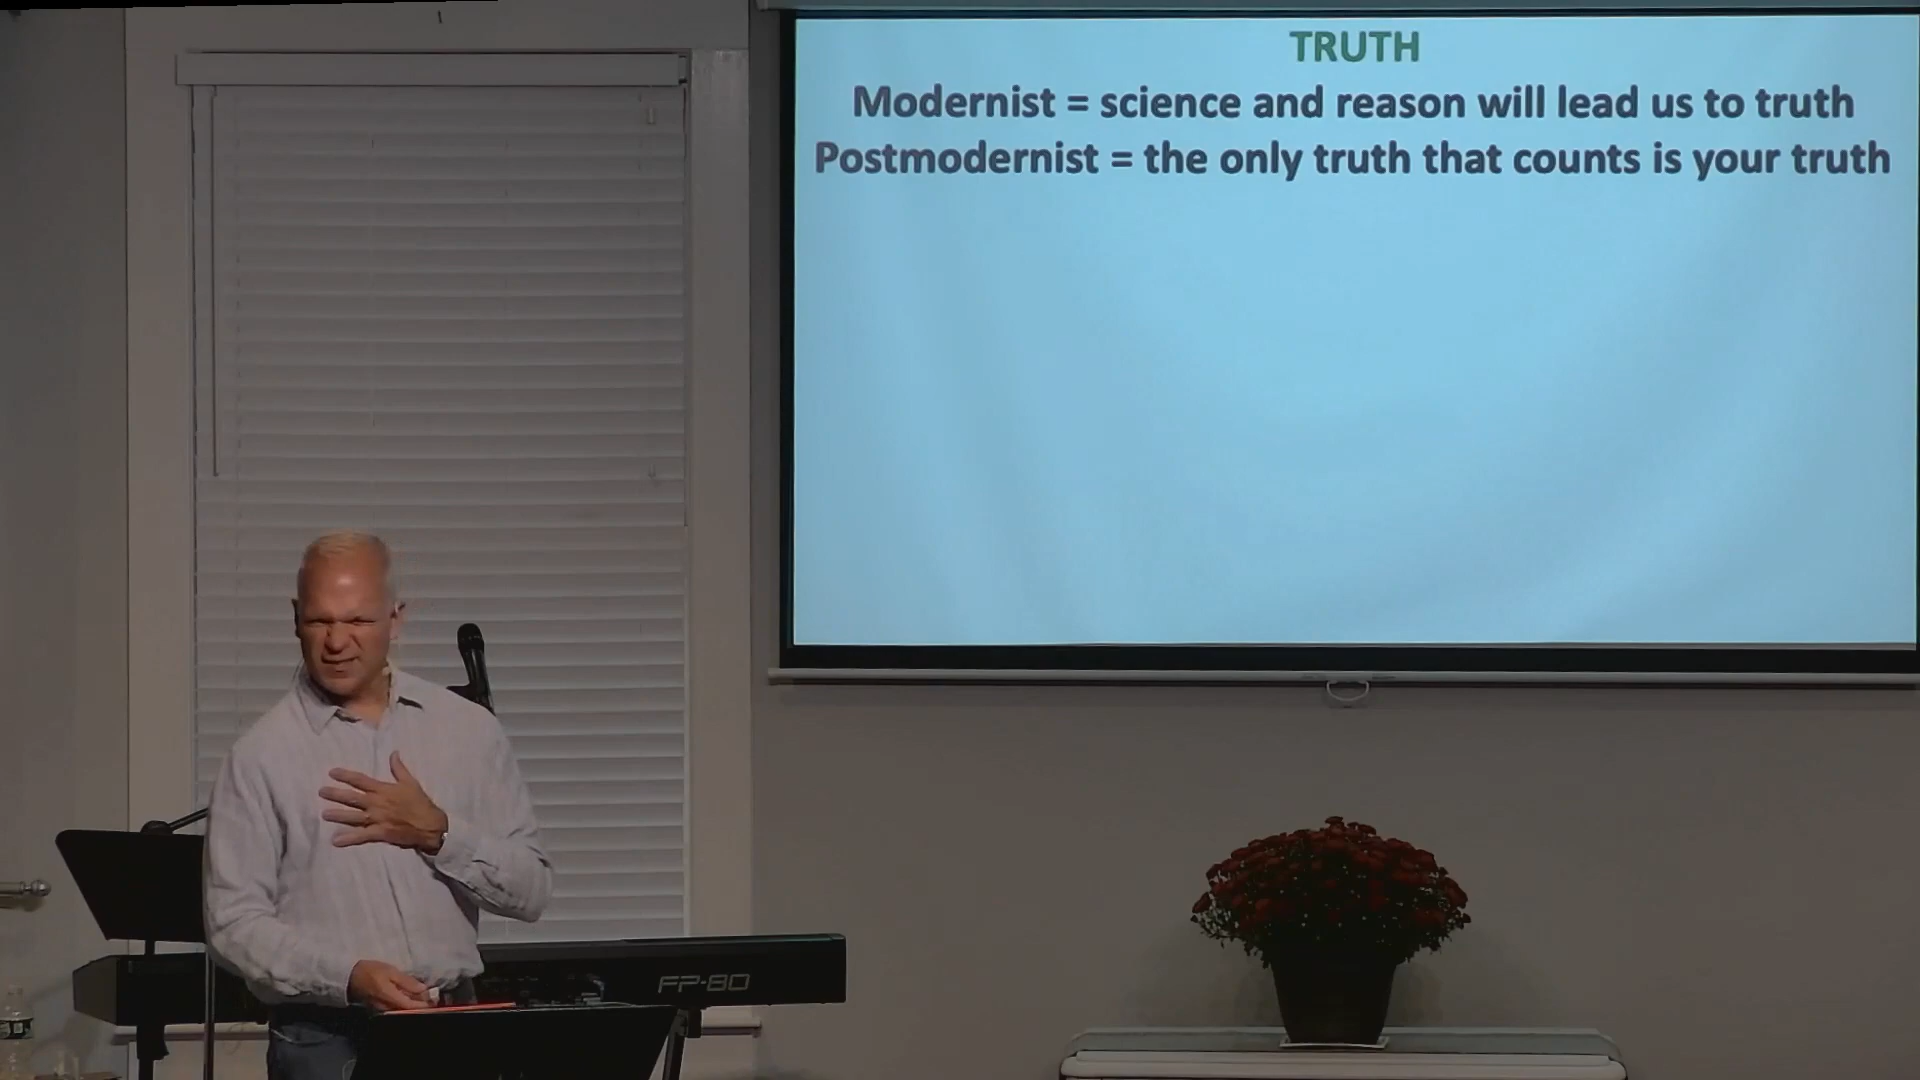 TRUTH
Modernist = science and reason will lead us to truth
Postmodernist = the only truth that counts is your truth
FP-80